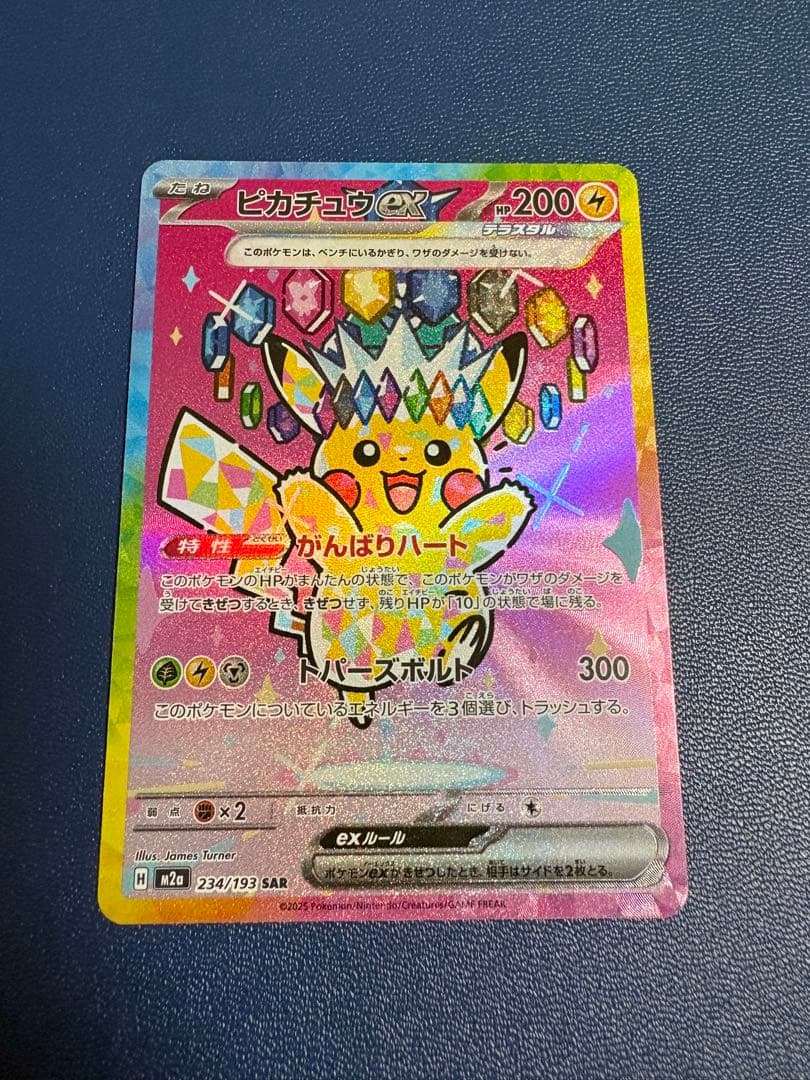 たね ピカチュウex HP200
テラスタル
このポケモンは、ベンチにいるかぎり、ワザのダメージを受けない。
特性 とくせい がんばりハート
このポケモンのHPがまんたんの状態で、このポケモンがワザのダメージを
受けてきぜつするとき、きぜつせず、残りHPが「10」の状態で場に残る。
トパーズボルト 300
このポケモンについているエネルギーを3個選び、トラッシュする。
弱点 ×2 抵抗力 にげる
Illus. James Turner
exルール
ポケモンexがきぜつしたとき、相手はサイドを2枚とる。
H M2a 234/193 SAR
©2025 Pokémon/Nintendo/Creatures/GAME FREAK